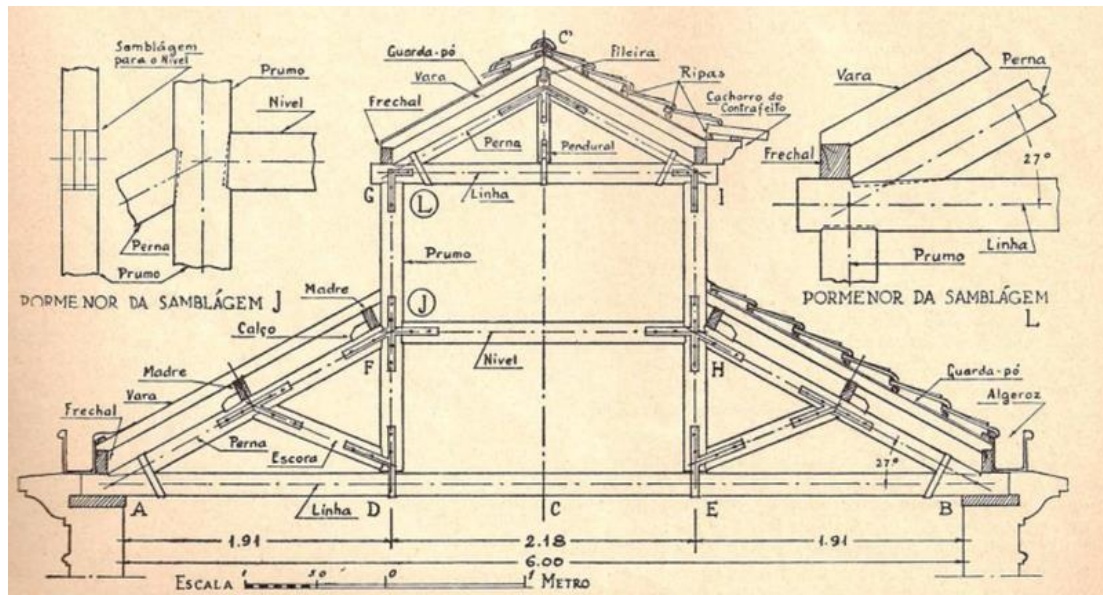 Samblágem
para o Nível
Prumo
Nível
Perna
Prumo
PORMENOR DA SAMBLÁGEM J
Guarda-pó
Vara
Frechal
C'
Fileira
Ripas
Cachorro do
Contrafeito
Perna
Pendural
Linha
G
L
I
Prumo
J
Vara
Perna
Frechal
27°
Linha
Prumo
PORMENOR DA SAMBLÁGEM
L
Madre
Calço
F
Nível
H
Madre
Vara
Frechal
Perna
Escora
Guarda-pó
Algeroz
27°
A
Linha
D
C
E
B
1.91
2.18
1.91
6.00
ESCALA 1 50 0 1 METRO